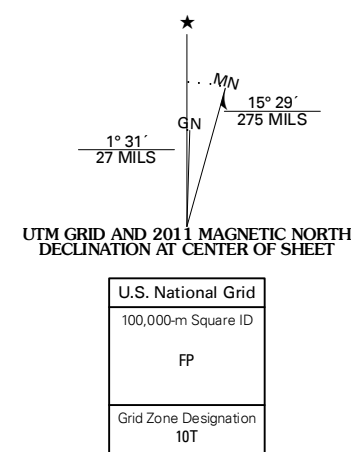 ★
MN
15° 29´
275 MILS
GN
1° 31´
27 MILS
UTM GRID AND 2011 MAGNETIC NORTH
DECLINATION AT CENTER OF SHEET
U.S. National Grid
100,000-m Square ID
FP
Grid Zone Designation
10T